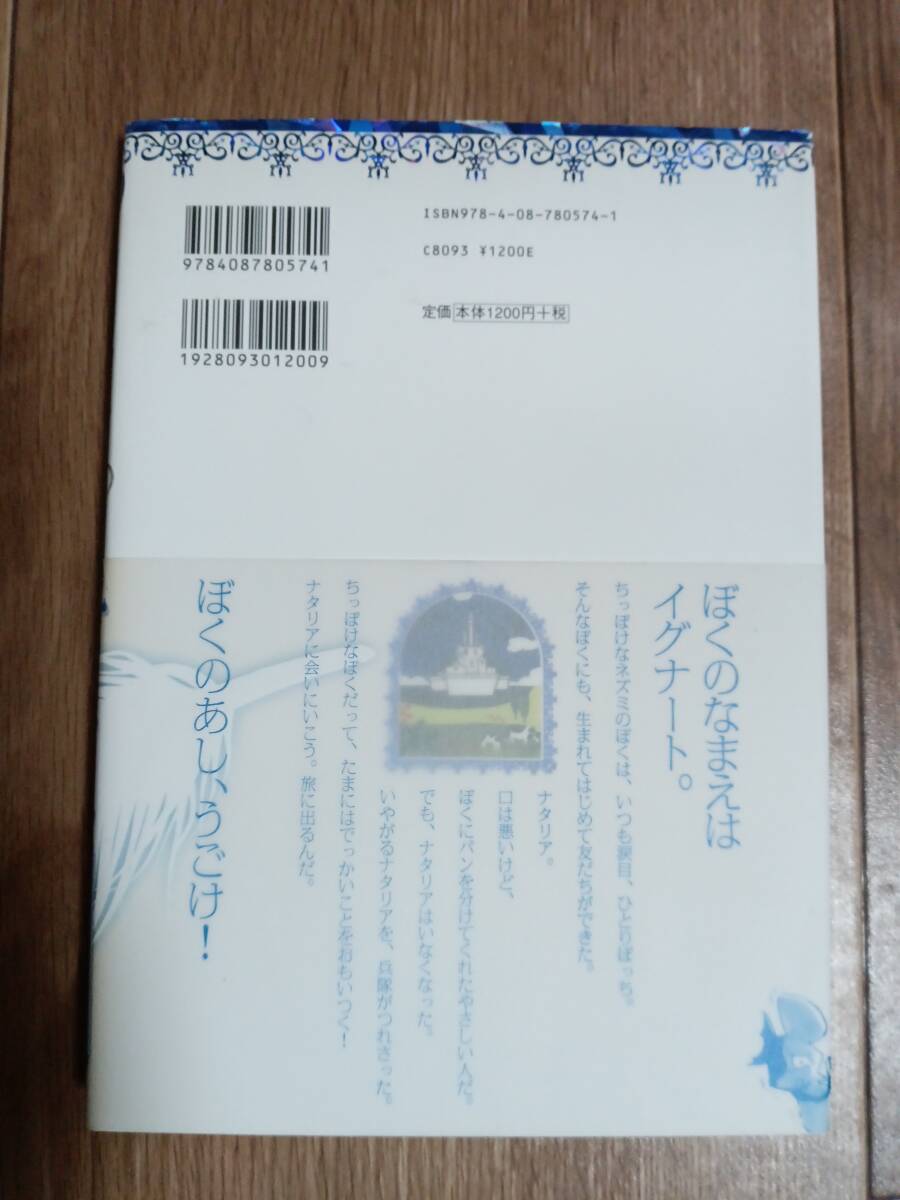 9784087805741
ISBN978-4-08-780574-1
C8093 ¥1200E
1928093012009
定価 本体1200円+税
ぼくのなまえは
イグナート。
ちっぽけなネズミのぼくは、いつも涙目、ひとりぼっち。
そんなぼくにも、生まれてはじめて友だちができた。
ナタリア。
口は悪いけど、
ぼくにパンを分けてくれたやさしい人だ。
でも、ナタリアはいなくなった。
いやがるナタリアを、兵隊がつれさった。
ちっぽけなぼくだって、たまにはでっかいことをおもいつく!
ナタリアに会いにいこう。旅に出るんだ。
ぼくのあし、うごけ!